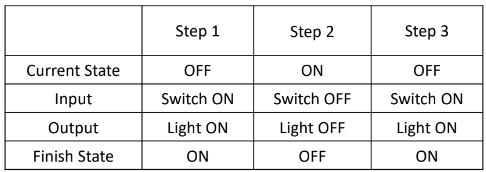 Step 1 Step 2 Step 3
Current State OFF ON OFF
Input Switch ON Switch OFF Switch ON
Output Light ON Light OFF Light ON
Finish State ON OFF ON